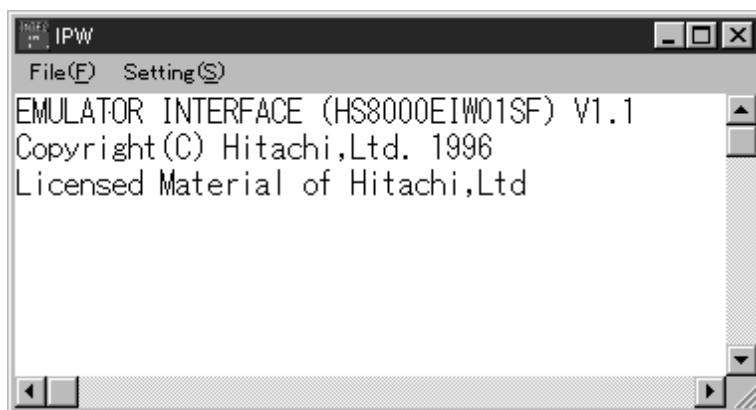 IPW
File(F) Setting(S)
EMULATOR INTERFACE (HS8000EIW01SF) V1.1
Copyright(C) Hitachi,Ltd. 1996
Licensed Material of Hitachi,Ltd